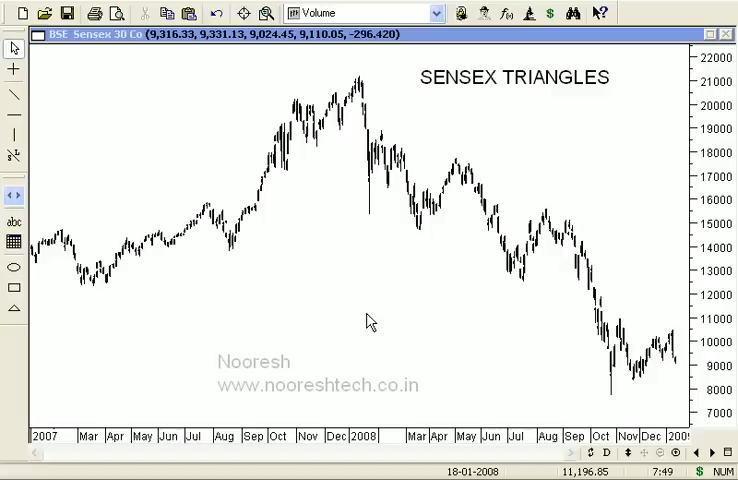 Volume
BSE Sensex 30 Co (9,316.33, 9,331.13, 9,024.45, 9,110.05, -296.420)
SENSEX TRIANGLES
abc
22000
21000
20000
19000
18000
17000
16000
15000
14000
13000
12000
11000
10000
9000
8000
7000
Nooresh
www.nooreshtech.co.in
2007 Mar Apr May Jun Jul Aug Sep Oct Nov Dec 2008 Mar Apr May Jun Jul Aug Sep Oct Nov Dec 2009
D
18-01-2008 11,196.85 7:49 $ NUM